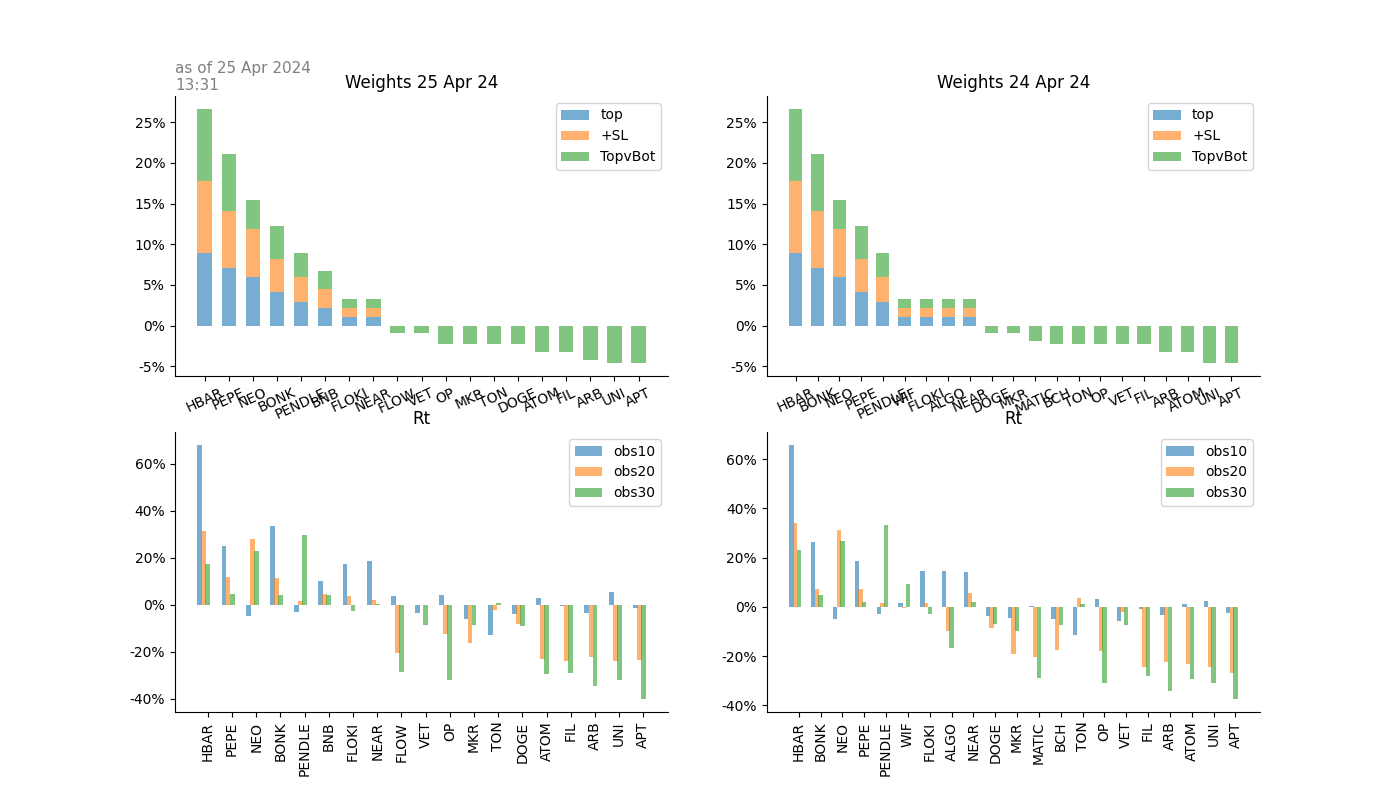 as of 25 Apr 2024
13:31
Weights 25 Apr 24
25%
20%
15%
10%
5%
0%
-5%
top
+SL
TopvBot
HBAR PEPE NEO BONK PENDLE BNB FLOKI NEAR FLOW VET OP MKR TON DOGE ATOM FIL ARB UNI APT
Weights 24 Apr 24
25%
20%
15%
10%
5%
0%
-5%
top
+SL
TopvBot
HBAR BONK NEO PEPE PENDLE WIF FLOKI ALGO NEAR DOGE MKR MATIC BCH TON OP VET FIL ARB ATOM UNI APT
Rt
60%
40%
20%
0%
-20%
-40%
obs10
obs20
obs30
HBAR PEPE NEO BONK PENDLE BNB FLOKI NEAR FLOW VET OP MKR TON DOGE ATOM FIL ARB UNI APT
Rt
60%
40%
20%
0%
-20%
-40%
obs10
obs20
obs30
HBAR BONK NEO PEPE PENDLE WIF FLOKI ALGO NEAR DOGE MKR MATIC BCH TON OP VET FIL ARB ATOM UNI APT